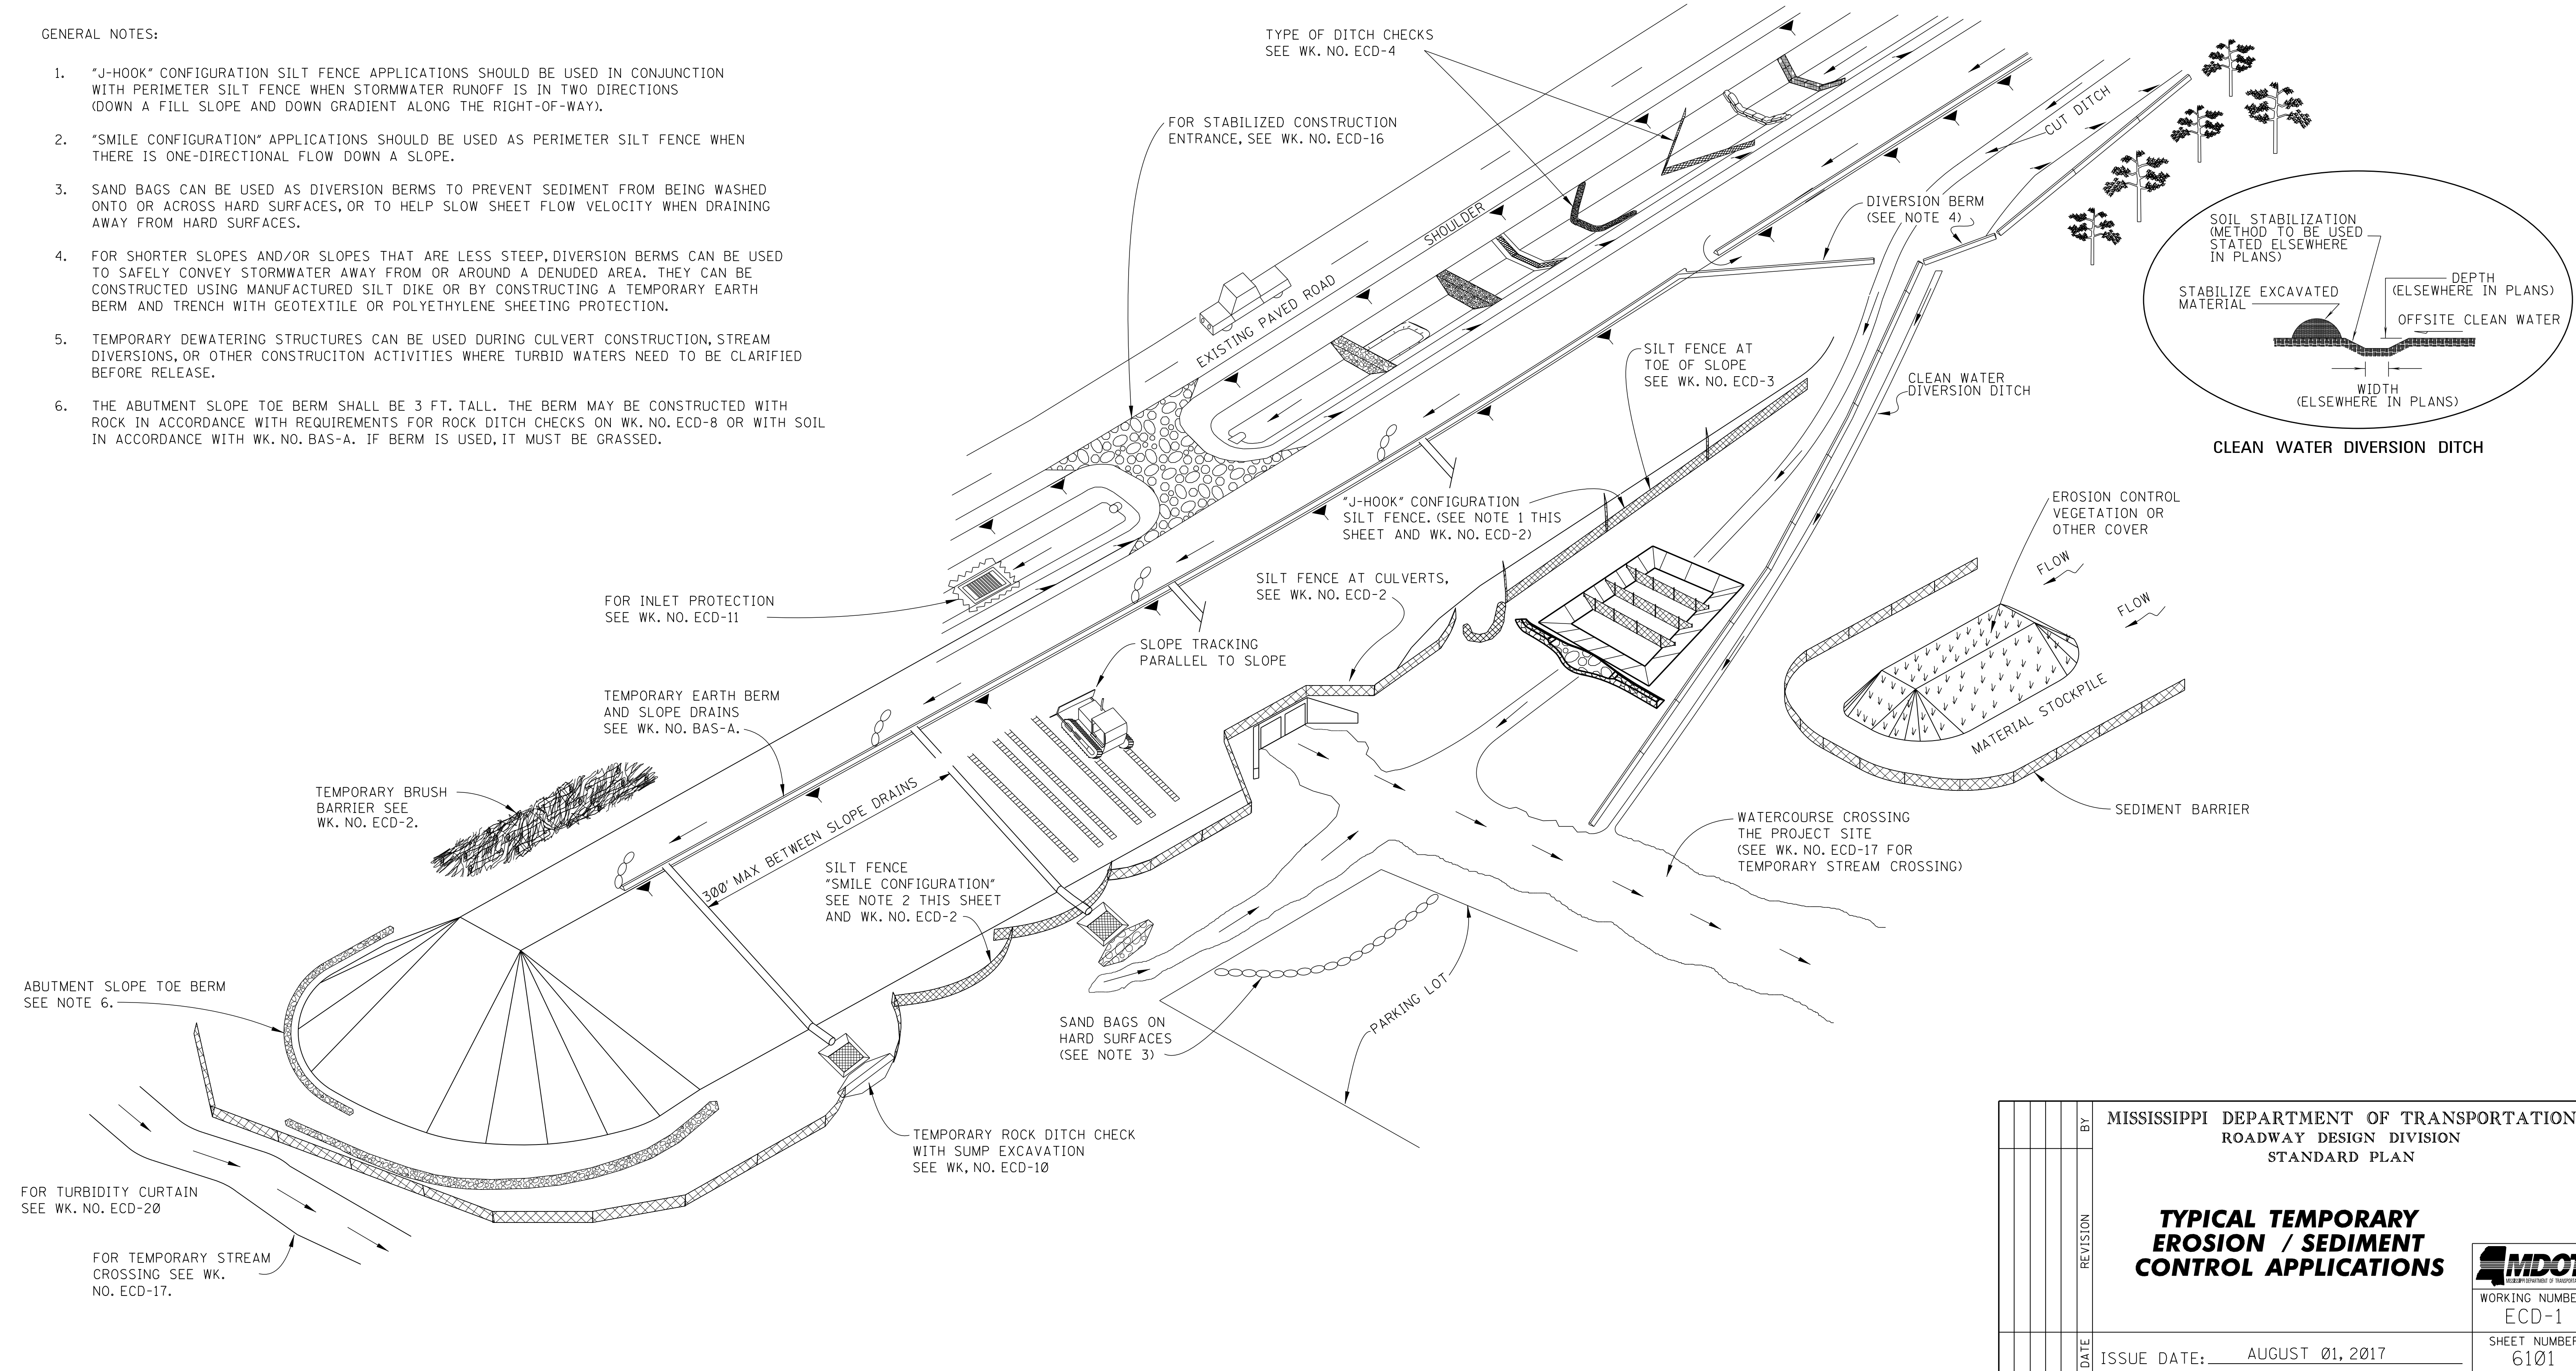 GENERAL NOTES:
1. "J-HOOK" CONFIGURATION SILT FENCE APPLICATIONS SHOULD BE USED IN CONJUNCTION
WITH PERIMETER SILT FENCE WHEN STORMWATER RUNOFF IS IN TWO DIRECTIONS
(DOWN A FILL SLOPE AND DOWN GRADIENT ALONG THE RIGHT-OF-WAY).
2. "SMILE CONFIGURATION" APPLICATIONS SHOULD BE USED AS PERIMETER SILT FENCE WHEN
THERE IS ONE-DIRECTIONAL FLOW DOWN A SLOPE.
3. SAND BAGS CAN BE USED AS DIVERSION BERMS TO PREVENT SEDIMENT FROM BEING WASHED
ONTO OR ACROSS HARD SURFACES, OR TO HELP SLOW SHEET FLOW VELOCITY WHEN DRAINING
AWAY FROM HARD SURFACES.
4. FOR SHORTER SLOPES AND/OR SLOPES THAT ARE LESS STEEP, DIVERSION BERMS CAN BE USED
TO SAFELY CONVEY STORMWATER AWAY FROM OR AROUND A DENUDED AREA. THEY CAN BE
CONSTRUCTED USING MANUFACTURED SILT DIKE OR BY CONSTRUCTING A TEMPORARY EARTH
BERM AND TRENCH WITH GEOTEXTILE OR POLYETHYLENE SHEETING PROTECTION.
5. TEMPORARY DEWATERING STRUCTURES CAN BE USED DURING CULVERT CONSTRUCTION, STREAM
DIVERSIONS, OR OTHER CONSTRUCITON ACTIVITIES WHERE TURBID WATERS NEED TO BE CLARIFIED
BEFORE RELEASE.
6. THE ABUTMENT SLOPE TOE BERM SHALL BE 3 FT. TALL. THE BERM MAY BE CONSTRUCTED WITH
ROCK IN ACCORDANCE WITH REQUIREMENTS FOR ROCK DITCH CHECKS ON WK. NO. ECD-8 OR WITH SOIL
IN ACCORDANCE WITH WK. NO. BAS-A. IF BERM IS USED, IT MUST BE GRASSED.
TYPE OF DITCH CHECKS
SEE WK. NO. ECD-4
FOR STABILIZED CONSTRUCTION
ENTRANCE, SEE WK. NO. ECD-16
SHOULDER
EXISTING PAVED ROAD
CUT DITCH
DIVERSION BERM
(SEE NOTE 4)
SOIL STABILIZATION
(METHOD TO BE USED
STATED ELSEWHERE
IN PLANS)
STABILIZE EXCAVATED
MATERIAL
DEPTH
(ELSEWHERE IN PLANS)
OFFSITE CLEAN WATER
WIDTH
(ELSEWHERE IN PLANS)
CLEAN WATER DIVERSION DITCH
SILT FENCE AT
TOE OF SLOPE
SEE WK. NO. ECD-3
CLEAN WATER
DIVERSION DITCH
"J-HOOK" CONFIGURATION
SILT FENCE. (SEE NOTE 1 THIS
SHEET AND WK. NO. ECD-2)
EROSION CONTROL
VEGETATION OR
OTHER COVER
FLOW
FLOW
MATERIAL STOCKPILE
SEDIMENT BARRIER
SILT FENCE AT CULVERTS,
SEE WK. NO. ECD-2
FOR INLET PROTECTION
SEE WK. NO. ECD-11
SLOPE TRACKING
PARALLEL TO SLOPE
TEMPORARY EARTH BERM
AND SLOPE DRAINS
SEE WK. NO. BAS-A.
TEMPORARY BRUSH
BARRIER SEE
WK. NO. ECD-2.
300' MAX BETWEEN SLOPE DRAINS
SILT FENCE
"SMILE CONFIGURATION"
SEE NOTE 2 THIS SHEET
AND WK. NO. ECD-2
WATERCOURSE CROSSING
THE PROJECT SITE
(SEE WK. NO. ECD-17 FOR
TEMPORARY STREAM CROSSING)
ABUTMENT SLOPE TOE BERM
SEE NOTE 6.
SAND BAGS ON
HARD SURFACES
(SEE NOTE 3)
PARKING LOT
TEMPORARY ROCK DITCH CHECK
WITH SUMP EXCAVATION
SEE WK, NO. ECD-10
FOR TURBIDITY CURTAIN
SEE WK. NO. ECD-20
FOR TEMPORARY STREAM
CROSSING SEE WK.
NO. ECD-17.
BY
REVISION
DATE
MISSISSIPPI DEPARTMENT OF TRANSPORTATION
ROADWAY DESIGN DIVISION
STANDARD PLAN
TYPICAL TEMPORARY
EROSION / SEDIMENT
CONTROL APPLICATIONS
MDOT
WORKING NUMBE
ECD-1
SHEET NUMBER
6101
ISSUE DATE: AUGUST 01, 2017